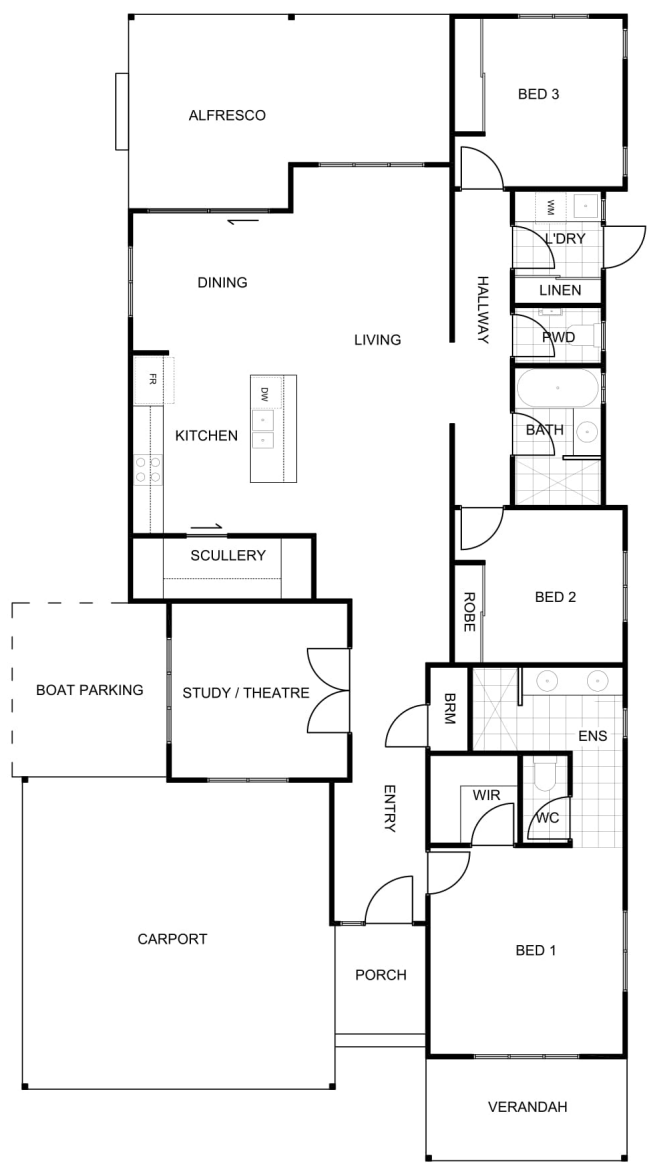 BED 3
ALFRESCO
WM
L'DRY
DINING
HALLWAY
LINEN
LIVING
PWD
FR
DW
KITCHEN
BATH
SCULLERY
ROBE
BED 2
BOAT PARKING
STUDY / THEATRE
BRM
ENS
ENTRY
WIR
WC
CARPORT
BED 1
PORCH
VERANDAH